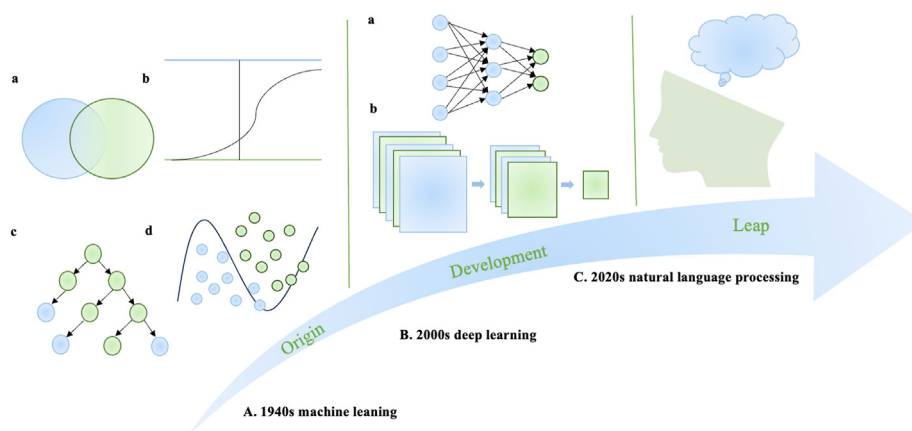 a
b
c
d
a
b
Origin
Development
Leap
A. 1940s machine leaning
B. 2000s deep learning
C. 2020s natural language processing